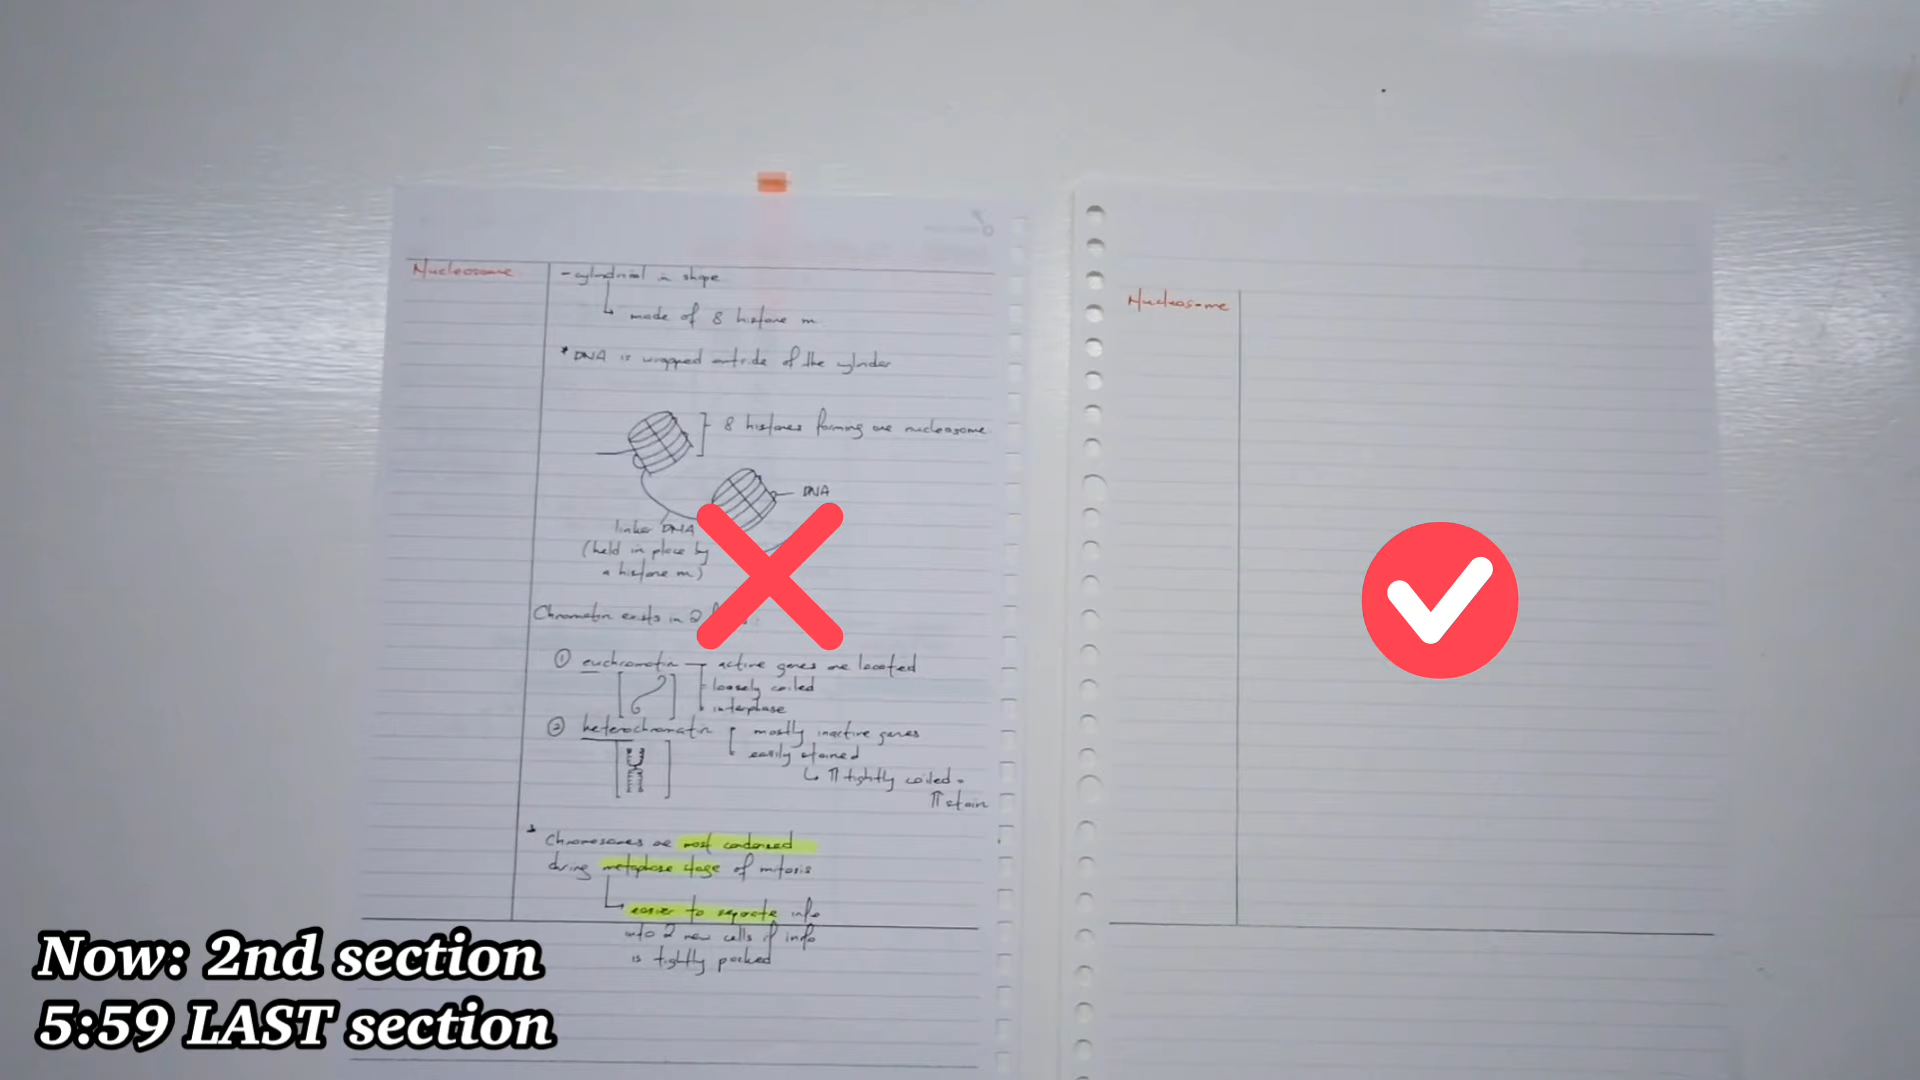 Nucleosome
- cylindrical in shape
made of 8 histone m
* DNA is wrapped outside of the cylinder
8 histones forming one nucleosome
DNA
linker DNA
(held in place by
a histone m)
Chromatin exists in 2
① euchromatin
active genes are located
loosely coiled
interphase
② heterochromatin
mostly inactive genes
easily stained
↳ ⇈ tightly coiled =
⇈ stain
* Chromosomes are most condensed
during metaphase stage of mitosis
easier to separate info
into 2 new cells if info
is tightly packed
Nucleosome
Now: 2nd section
5:59 LAST section